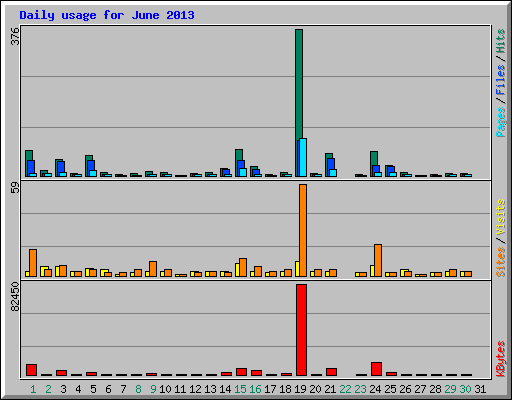 Daily usage for June 2013
376
Pages / Files / Hits
59
Sites / Visits
82450
KBytes
1 2 3 4 5 6 7 8 9 10 11 12 13 14 15 16 17 18 19 20 21 22 23 24 25 26 27 28 29 30 31